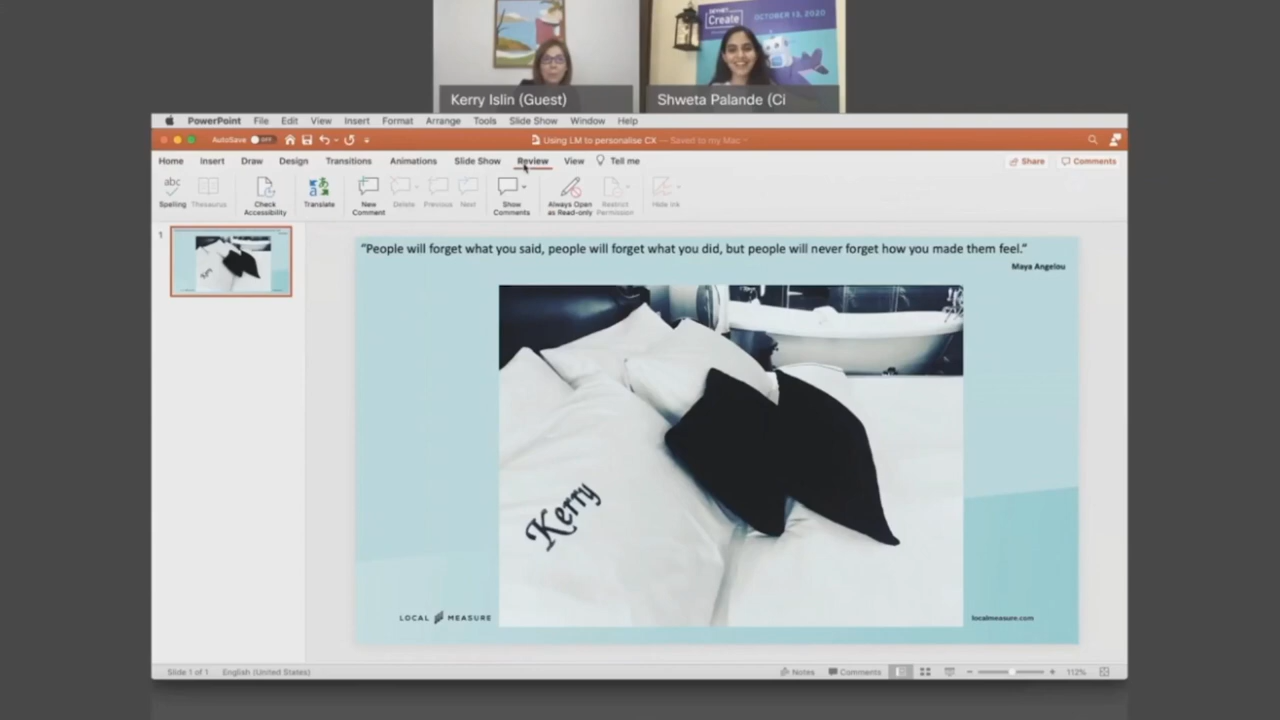 Create
OCTOBER 13, 2020
Kerry Islin (Guest)
Shweta Palande (Ci
PowerPoint File Edit View Insert Format Arrange Tools Slide Show Window Help
AutoSave OFF
Using LM to personalise CX — Saved to my Mac
Home Insert Draw Design Transitions Animations Slide Show Review View Tell me
Share Comments
abc
Spelling Thesaurus Check Accessibility Translate New Comment Delete Previous Next Show Comments Always Open as Read-only Restrict Permission Hide Ink
1
“People will forget what you said, people will forget what you did, but people will never forget how you made them feel.”
Maya Angelou
Kerry
LOCAL MEASURE
localmeasure.com
Slide 1 of 1 English (United States)
Notes Comments 112%